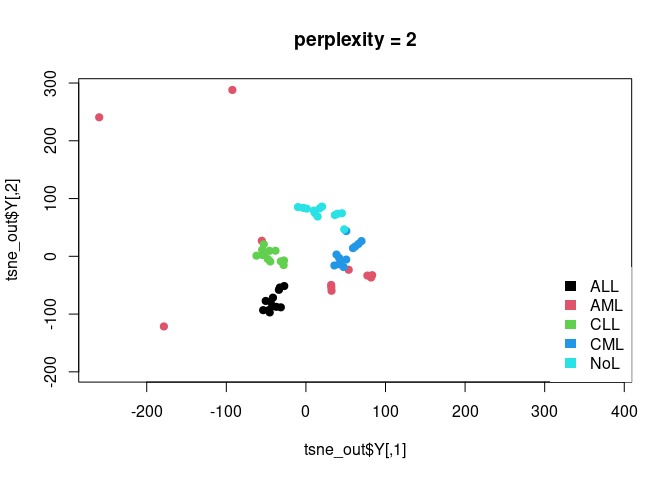 perplexity = 2
tsne_out$Y[,2]
300
200
100
0
-100
-200
ALL
AML
CLL
CML
NoL
-200 -100 0 100 200 300 400
tsne_out$Y[,1]